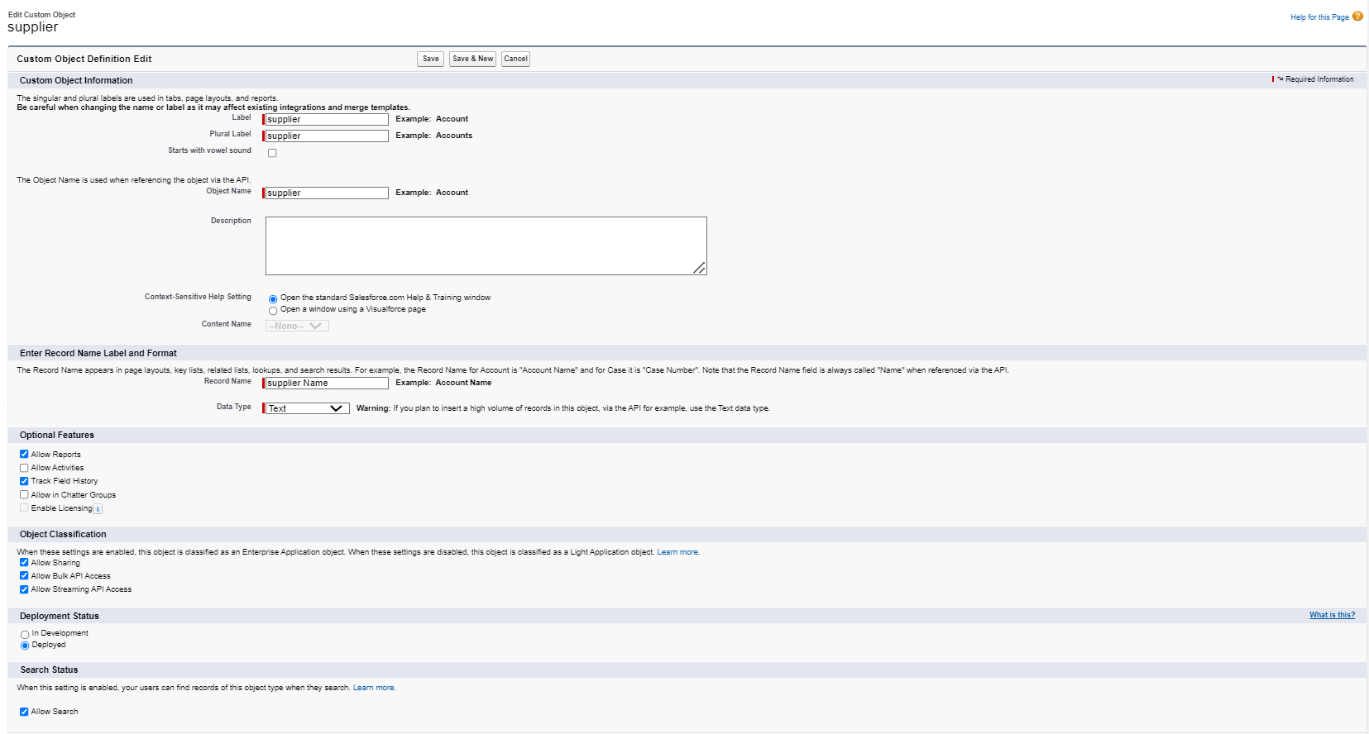 Edit Custom Object
supplier
Help for this Page ?
Custom Object Definition Edit
Save
Save & New
Cancel
Custom Object Information
*= Required Information
The singular and plural labels are used in tabs, page layouts, and reports.
Be careful when changing the name or label as it may affect existing integrations and merge templates.
Label supplier Example: Account
Plural Label supplier Example: Accounts
Starts with vowel sound
The Object Name is used when referencing the object via the API.
Object Name supplier Example: Account
Description
Context-Sensitive Help Setting Open the standard Salesforce.com Help & Training window
Open a window using a Visualforce page
Content Name --None--
Enter Record Name Label and Format
The Record Name appears in page layouts, key lists, related lists, lookups, and search results. For example, the Record Name for Account is "Account Name" and for Case it is "Case Number". Note that the Record Name field is always called "Name" when referenced via the API.
Record Name supplier Name Example: Account Name
Data Type Text Warning: If you plan to insert a high volume of records in this object, via the API for example, use the Text data type.
Optional Features
Allow Reports
Allow Activities
Track Field History
Allow in Chatter Groups
Enable Licensing i
Object Classification
When these settings are enabled, this object is classified as an Enterprise Application object. When these settings are disabled, this object is classified as a Light Application object. Learn more.
Allow Sharing
Allow Bulk API Access
Allow Streaming API Access
Deployment Status
What is this?
In Development
Deployed
Search Status
When this setting is enabled, your users can find records of this object type when they search. Learn more.
Allow Search